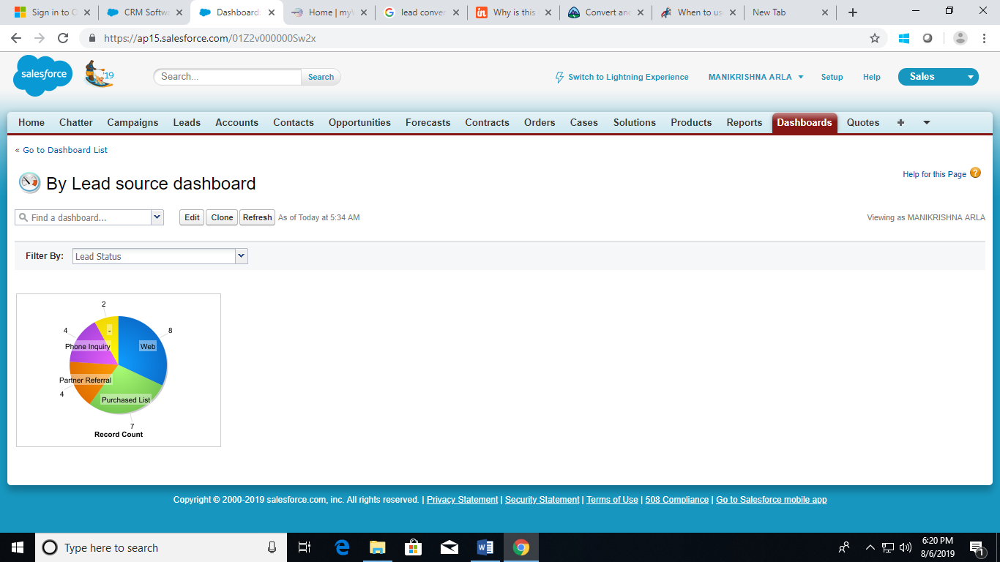 Sign in to C
CRM Softwa
Dashboard:
Home | my
lead conver
Why is this
Convert and
When to us
New Tab
https://ap15.salesforce.com/01Z2v000000Sw2x
salesforce
'19
Search...
Search
Switch to Lightning Experience
MANIKRISHNA ARLA
Setup
Help
Sales
Home Chatter Campaigns Leads Accounts Contacts Opportunities Forecasts Contracts Orders Cases Solutions Products Reports Dashboards Quotes +
« Go to Dashboard List
By Lead source dashboard
Help for this Page ?
Find a dashboard...
Edit Clone Refresh As of Today at 5:34 AM
Viewing as MANIKRISHNA ARLA
Filter By: Lead Status
2
4
-
8
Phone Inquiry
Web
Partner Referral
4
Purchased List
7
Record Count
Copyright © 2000-2019 salesforce.com, inc. All rights reserved. | Privacy Statement | Security Statement | Terms of Use | 508 Compliance | Go to Salesforce mobile app
Type here to search
6:20 PM
8/6/2019
1